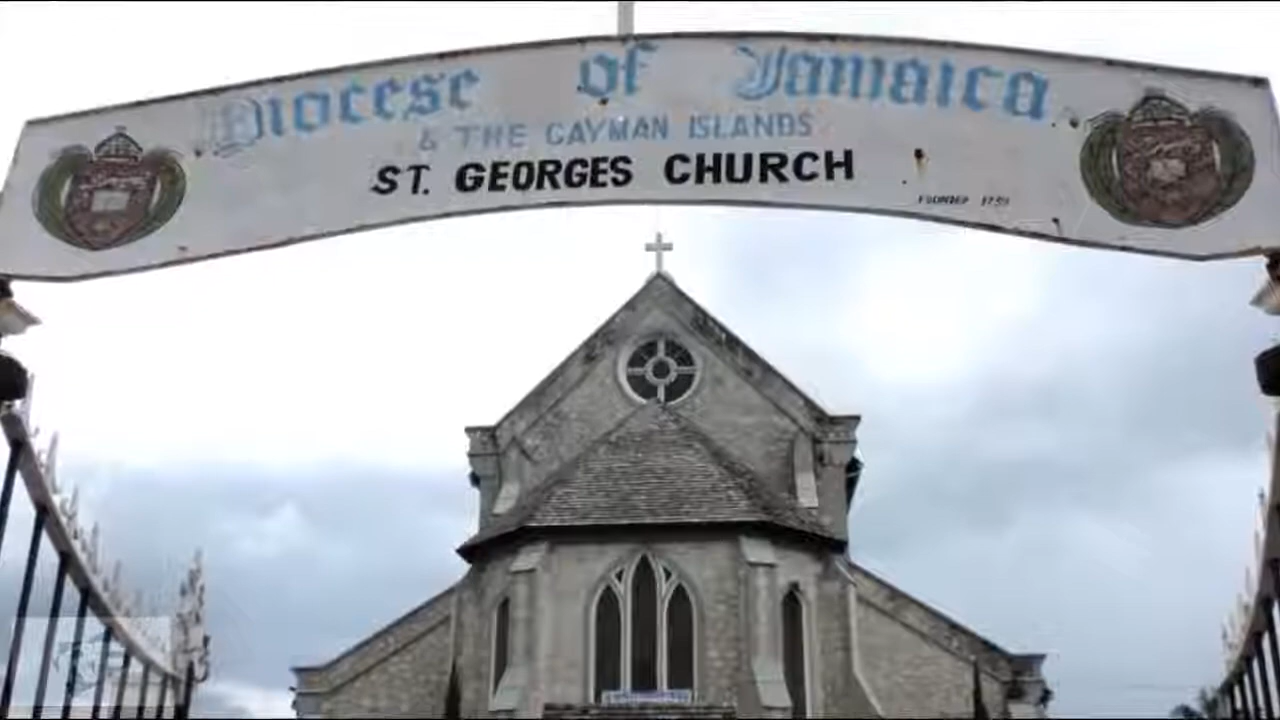 Diocese of Jamaica
& THE CAYMAN ISLANDS
ST. GEORGES CHURCH